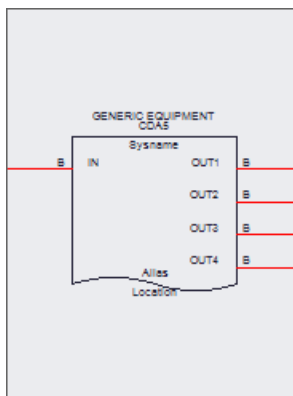 GENERIC EQUIPMENT
CDA5
Sysname
B IN OUT1 B
OUT2 B
OUT3 B
OUT4 B
Alias
Location